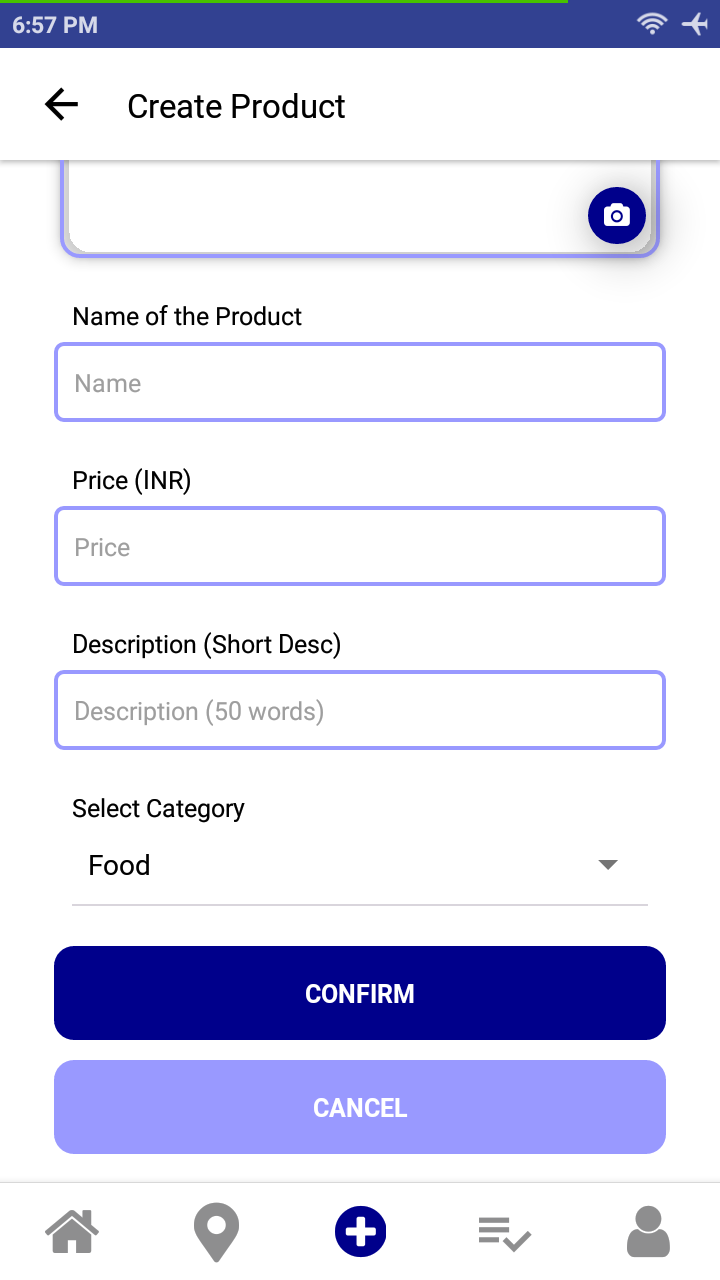 6:57 PM
Create Product
Name of the Product
Name
Price (INR)
Price
Description (Short Desc)
Description (50 words)
Select Category
Food
CONFIRM
CANCEL